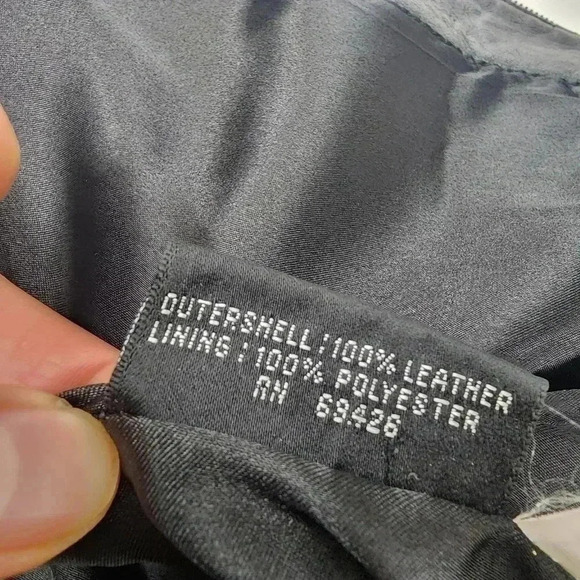 OUTERSHELL:100% LEATHER
LINING:100% POLYESTER
RN 69426